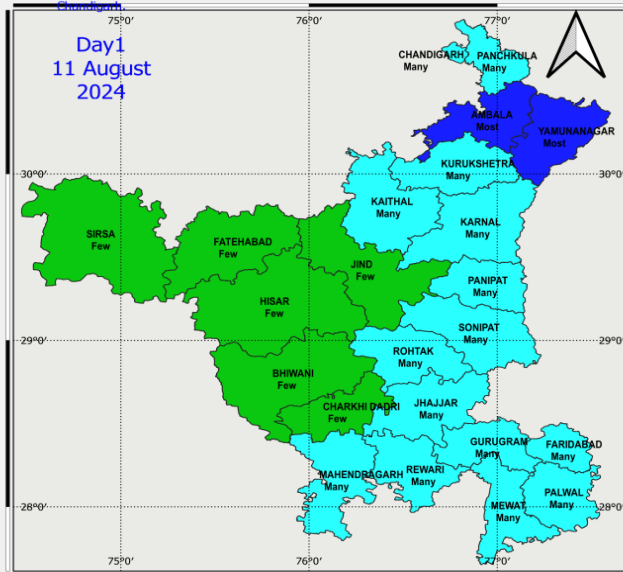 Chandigarh
75°0'
76°0'
77°0'
Day1
11 August
2024
CHANDIGARH
Many
PANCHKULA
Many
AMBALA
Most
YAMUNANAGAR
Most
KURUKSHETRA
Many
30°0'
30°0'
KAITHAL
Many
KARNAL
Many
SIRSA
Few
FATEHABAD
Few
JIND
Few
PANIPAT
Many
HISAR
Few
SONIPAT
Many
29°0'
29°0'
ROHTAK
Many
BHIWANI
Few
CHARKHI DADRI
Few
JHAJJAR
Many
GURUGRAM
Many
FARIDABAD
Many
MAHENDRAGARH
Many
REWARI
Many
PALWAL
Many
MEWAT
Many
28°0'
28°0'
75°0'
76°0'
77°0'